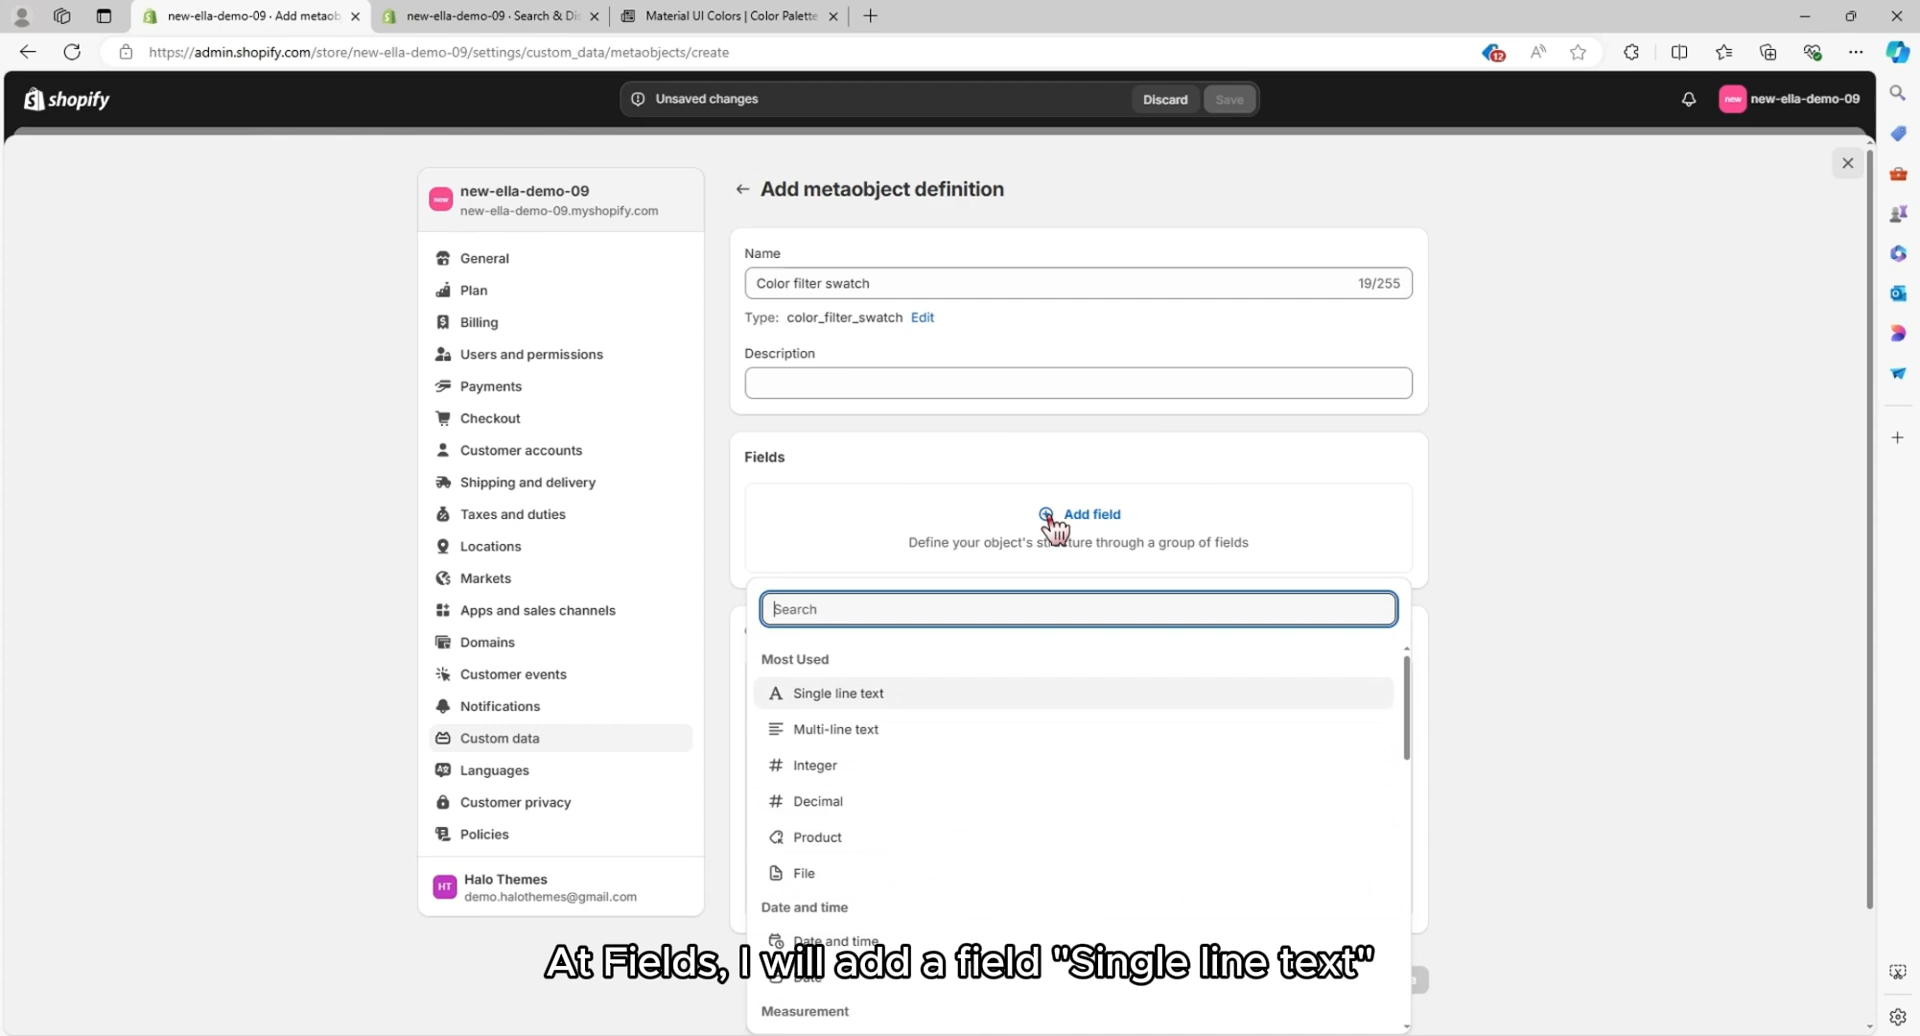 new-ella-demo-09 · Add metaob
new-ella-demo-09 · Search & Di
Material UI Colors | Color Palette
https://admin.shopify.com/store/new-ella-demo-09/settings/custom_data/metaobjects/create
12
shopify
Unsaved changes
Discard
Save
new
new-ella-demo-09
new
new-ella-demo-09
new-ella-demo-09.myshopify.com
General
Plan
Billing
Users and permissions
Payments
Checkout
Customer accounts
Shipping and delivery
Taxes and duties
Locations
Markets
Apps and sales channels
Domains
Customer events
Notifications
Custom data
Languages
Customer privacy
Policies
HT
Halo Themes
demo.halothemes@gmail.com
Add metaobject definition
Name
Color filter swatch
19/255
Type: color_filter_swatch Edit
Description
Fields
Add field
Define your object's structure through a group of fields
Search
Most Used
Single line text
Multi-line text
Integer
Decimal
Product
File
Date and time
Date and time
Date
Measurement
At Fields, I will add a field "Single line text"